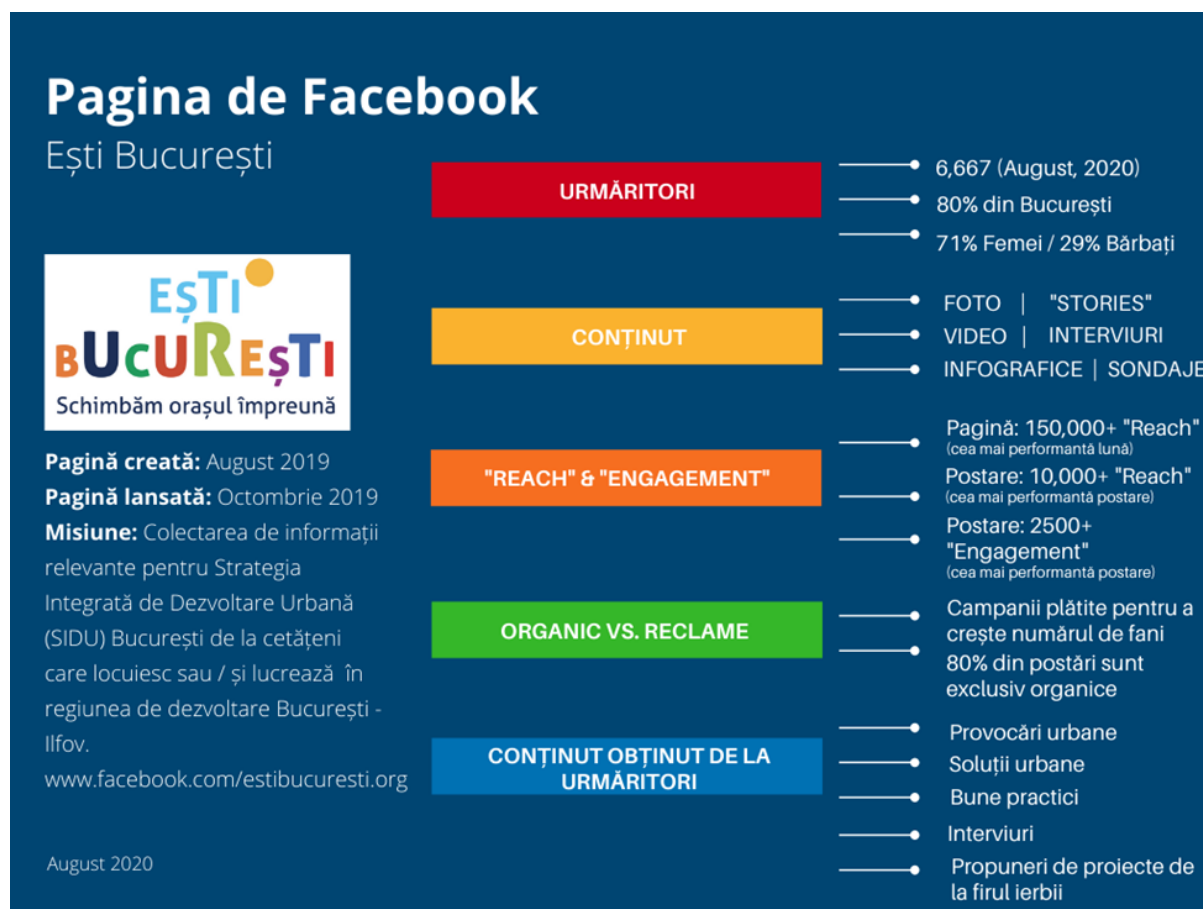 Pagina de Facebook
Ești București
EȘTI
BUCUREȘTI
Schimbăm orașul împreună
Pagină creată: August 2019
Pagină lansată: Octombrie 2019
Misiune: Colectarea de informații
relevante pentru Strategia
Integrată de Dezvoltare Urbană
(SIDU) București de la cetățeni
care locuiesc sau / și lucrează în
regiunea de dezvoltare București -
Ilfov.
www.facebook.com/estibucuresti.org
August 2020
URMĂRITORI
6,667 (August, 2020)
80% din București
71% Femei / 29% Bărbați
CONȚINUT
FOTO | "STORIES"
VIDEO | INTERVIURI
INFOGRAFICE | SONDAJE
"REACH" & "ENGAGEMENT"
Pagină: 150,000+ "Reach"
(cea mai performantă lună)
Postare: 10,000+ "Reach"
(cea mai performantă postare)
Postare: 2500+
"Engagement"
(cea mai performantă postare)
ORGANIC VS. RECLAME
Campanii plătite pentru a
crește numărul de fani
80% din postări sunt
exclusiv organice
CONȚINUT OBȚINUT DE LA
URMĂRITORI
Provocări urbane
Soluții urbane
Bune practici
Interviuri
Propuneri de proiecte de
la firul ierbii